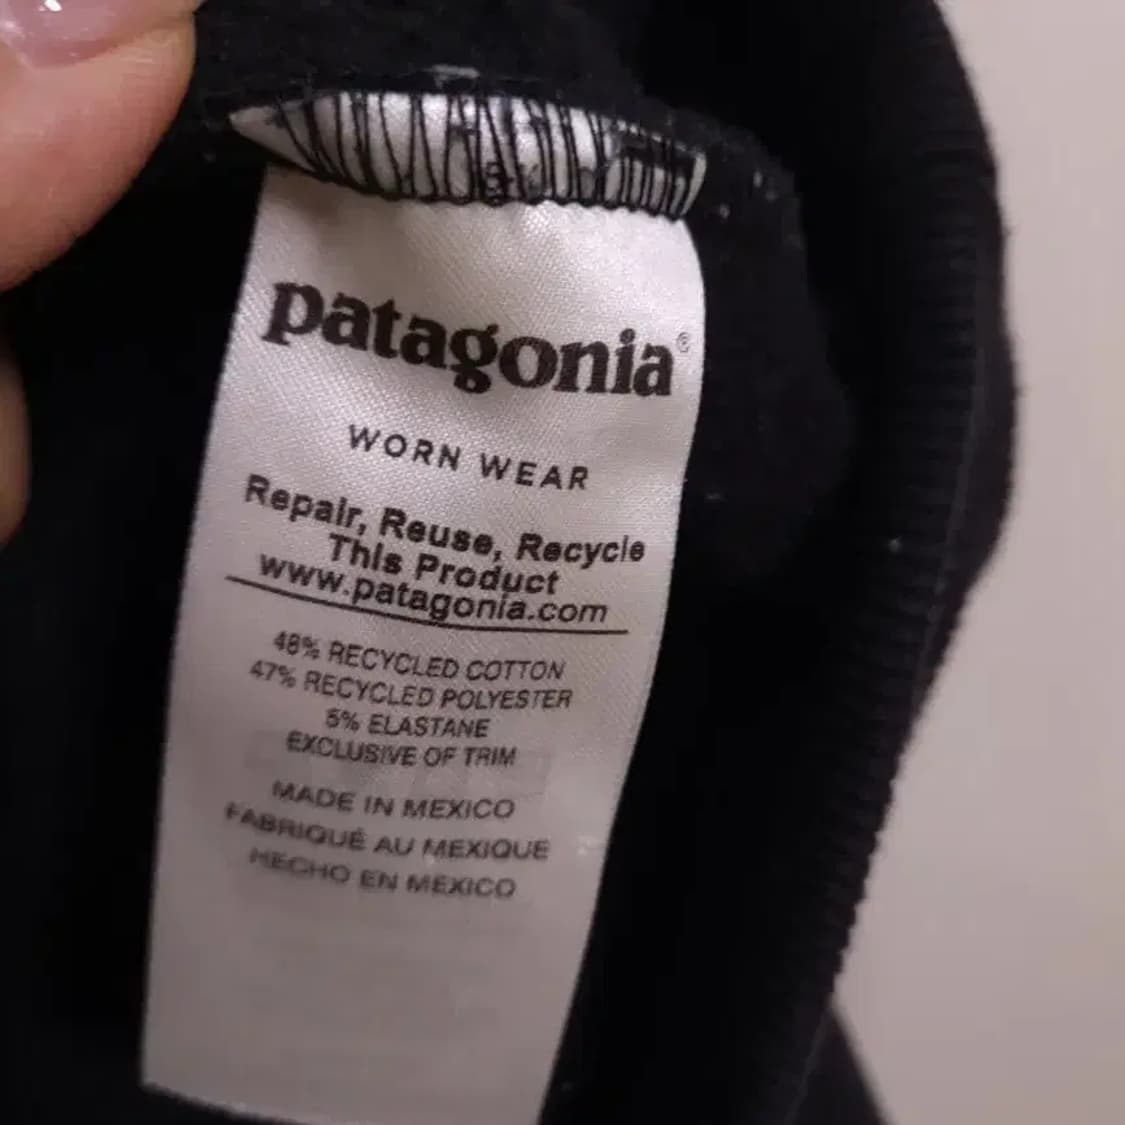 patagonia®
WORN WEAR
Repair, Reuse, Recycle
This Product
www.patagonia.com
48% RECYCLED COTTON
47% RECYCLED POLYESTER
5% ELASTANE
EXCLUSIVE OF TRIM
MADE IN MEXICO
FABRIQUÉ AU MEXIQUE
HECHO EN MEXICO